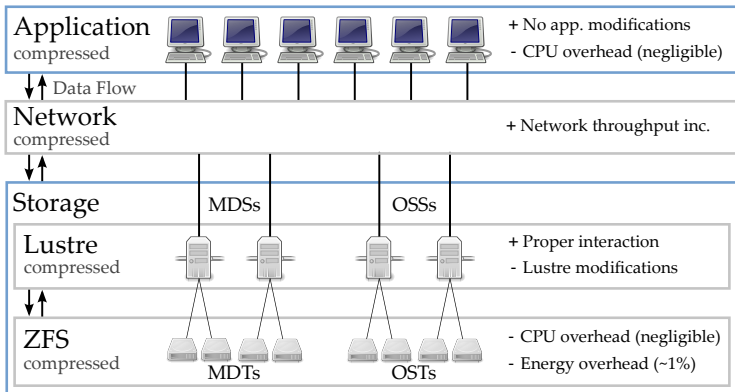 Application
compressed
+ No app. modifications
- CPU overhead (negligible)
Data Flow
Network
compressed
+ Network throughput inc.
Storage
MDSs
OSSs
Lustre
compressed
+ Proper interaction
- Lustre modifications
ZFS
compressed
MDTs
OSTs
- CPU overhead (negligible)
- Energy overhead (~1%)